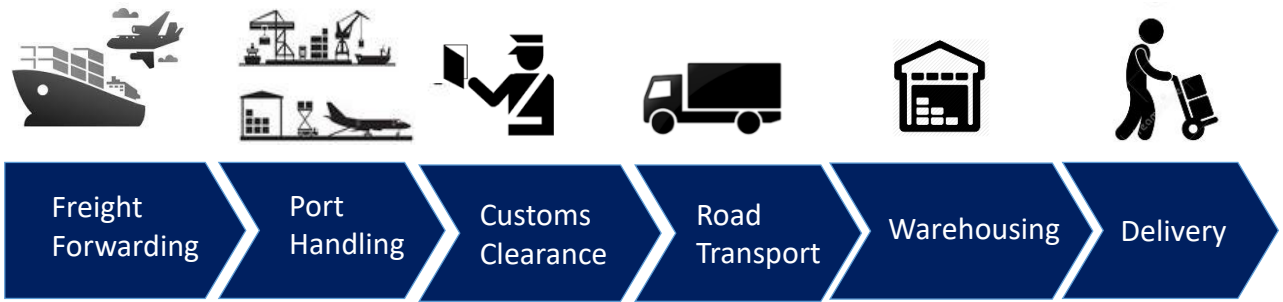 Freight
Forwarding
Port
Handling
Customs
Clearance
Road
Transport
Warehousing
Delivery